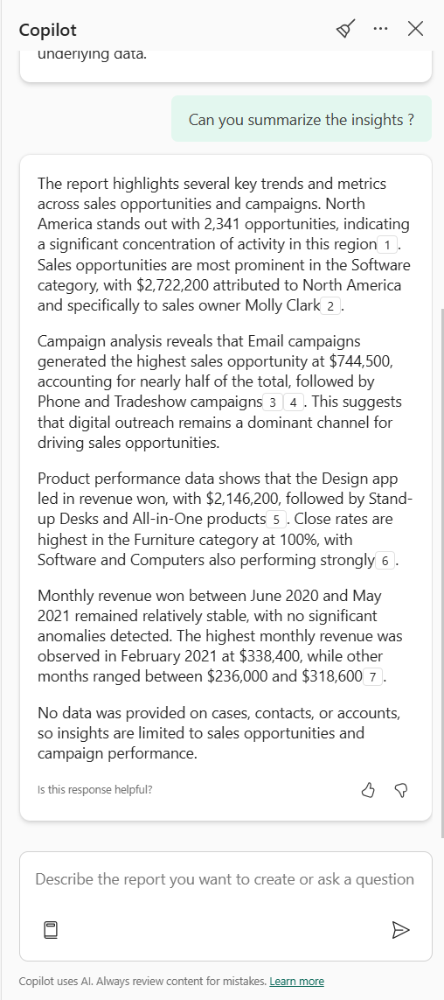 Copilot
underlying data.
Can you summarize the insights ?
The report highlights several key trends and metrics
across sales opportunities and campaigns. North
America stands out with 2,341 opportunities, indicating
a significant concentration of activity in this region 1 .
Sales opportunities are most prominent in the Software
category, with $2,722,200 attributed to North America
and specifically to sales owner Molly Clark 2 .
Campaign analysis reveals that Email campaigns
generated the highest sales opportunity at $744,500,
accounting for nearly half of the total, followed by
Phone and Tradeshow campaigns 3 4 . This suggests
that digital outreach remains a dominant channel for
driving sales opportunities.
Product performance data shows that the Design app
led in revenue won, with $2,146,200, followed by Stand-
up Desks and All-in-One products 5 . Close rates are
highest in the Furniture category at 100%, with
Software and Computers also performing strongly 6 .
Monthly revenue won between June 2020 and May
2021 remained relatively stable, with no significant
anomalies detected. The highest monthly revenue was
observed in February 2021 at $338,400, while other
months ranged between $236,000 and $318,600 7 .
No data was provided on cases, contacts, or accounts,
so insights are limited to sales opportunities and
campaign performance.
Is this response helpful?
Describe the report you want to create or ask a question
Copilot uses AI. Always review content for mistakes. Learn more